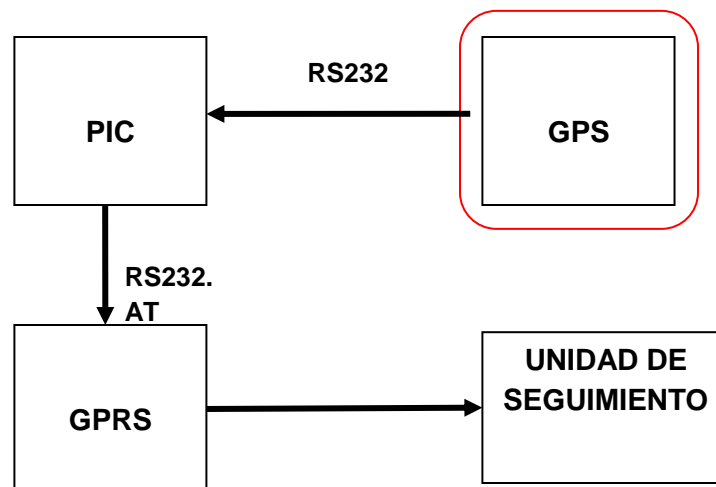 RS232
PIC
GPS
RS232.
AT
GPRS
UNIDAD DE
SEGUIMIENTO